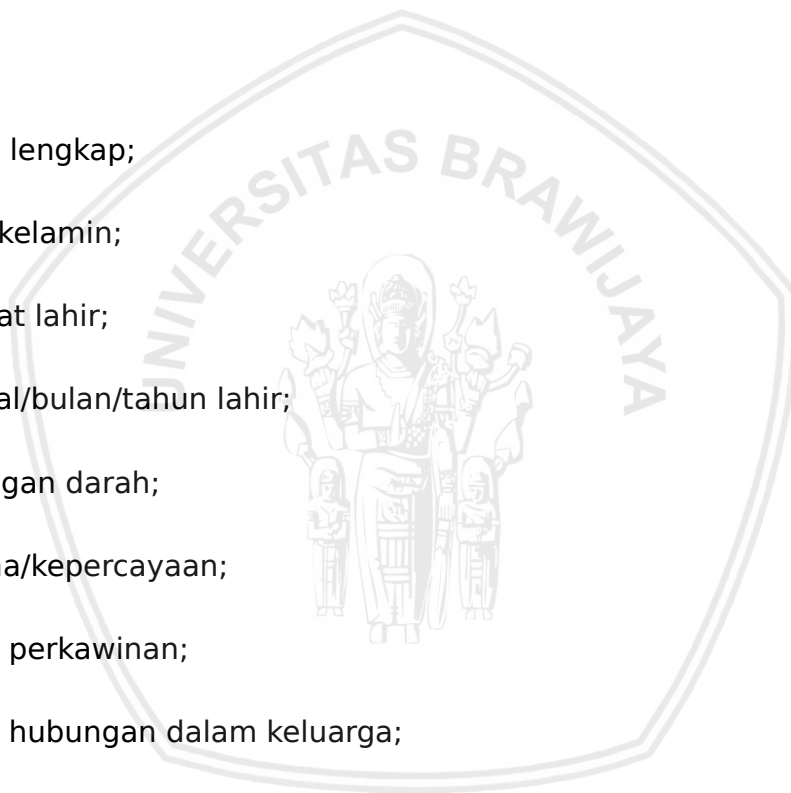 UNIVERSITAS BRAWIJAYA
lengkap;
kelamin;
at lahir;
al/bulan/tahun lahir;
gan darah;
a/kepercayaan;
perkawinan;
hubungan dalam keluarga;